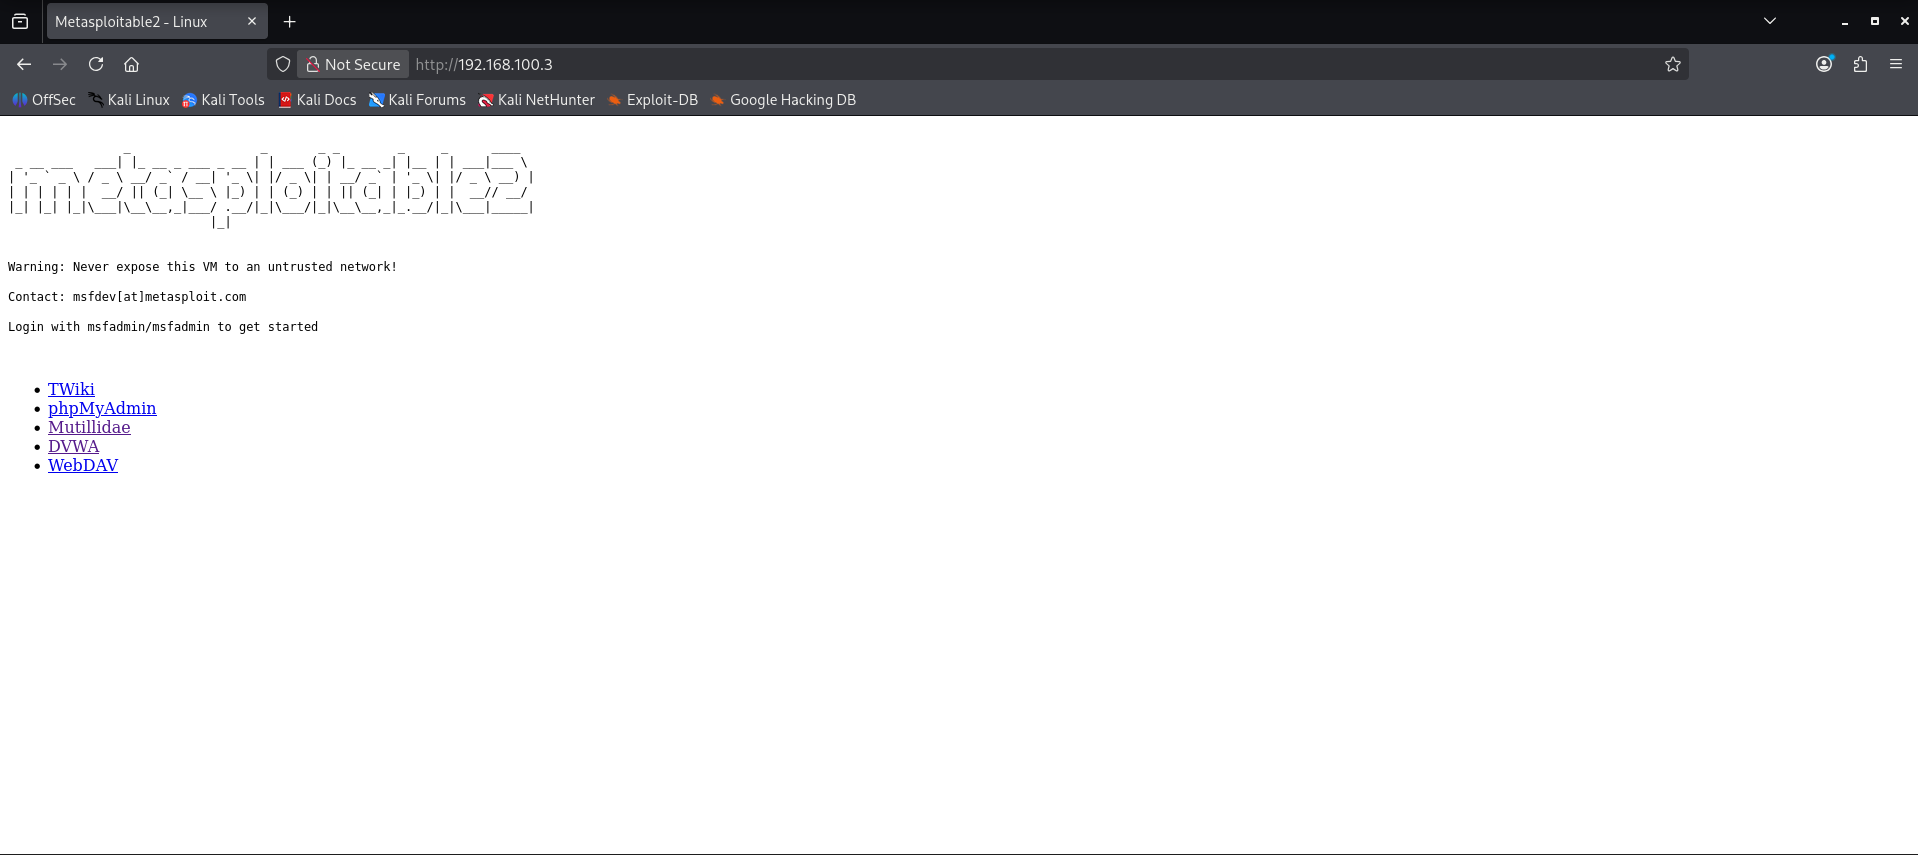 Metasploitable2 - Linux
Not Secure http://192.168.100.3
OffSec Kali Linux Kali Tools Kali Docs Kali Forums Kali NetHunter Exploit-DB Google Hacking DB
metasploitable2
Warning: Never expose this VM to an untrusted network!
Contact: msfdev[at]metasploit.com
Login with msfadmin/msfadmin to get started
TWiki
phpMyAdmin
Mutillidae
DVWA
WebDAV